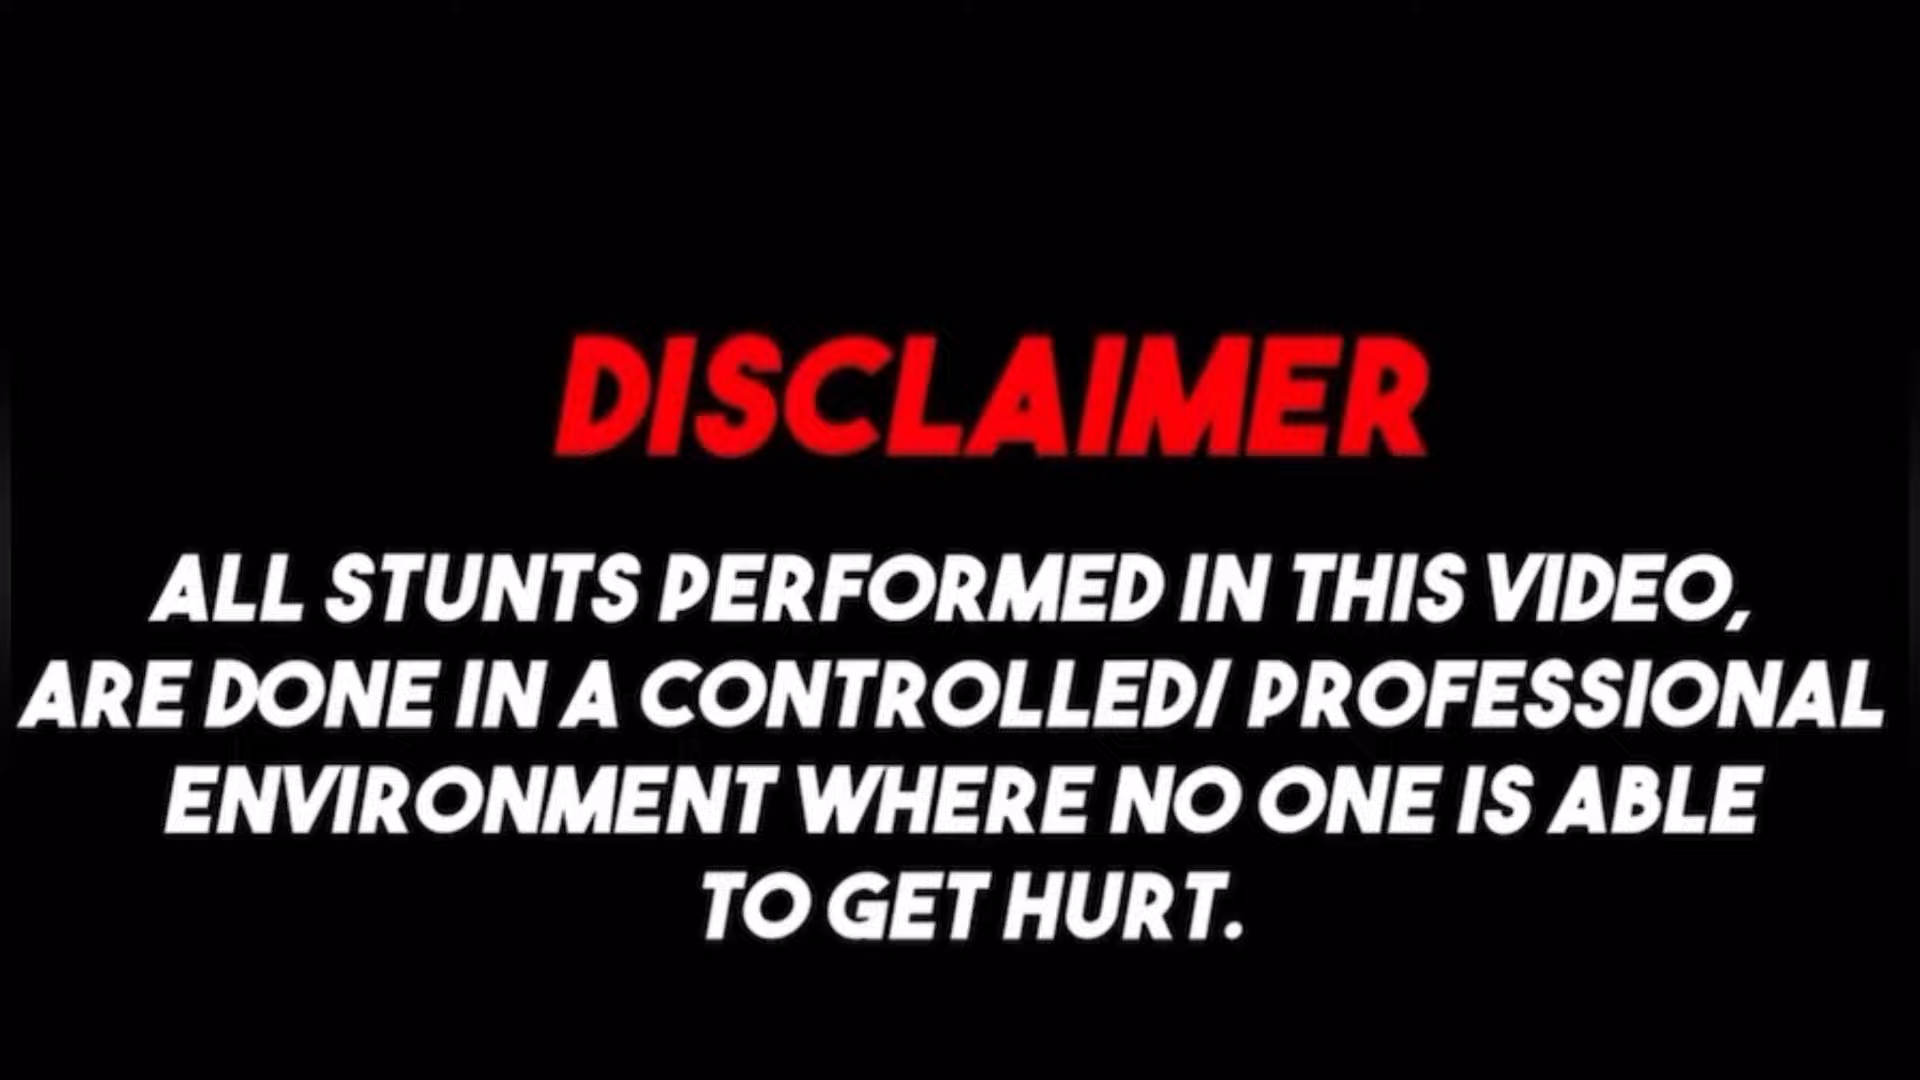 DISCLAIMER
ALL STUNTS PERFORMED IN THIS VIDEO,
ARE DONE IN A CONTROLLED/ PROFESSIONAL
ENVIRONMENT WHERE NO ONE IS ABLE
TO GET HURT.